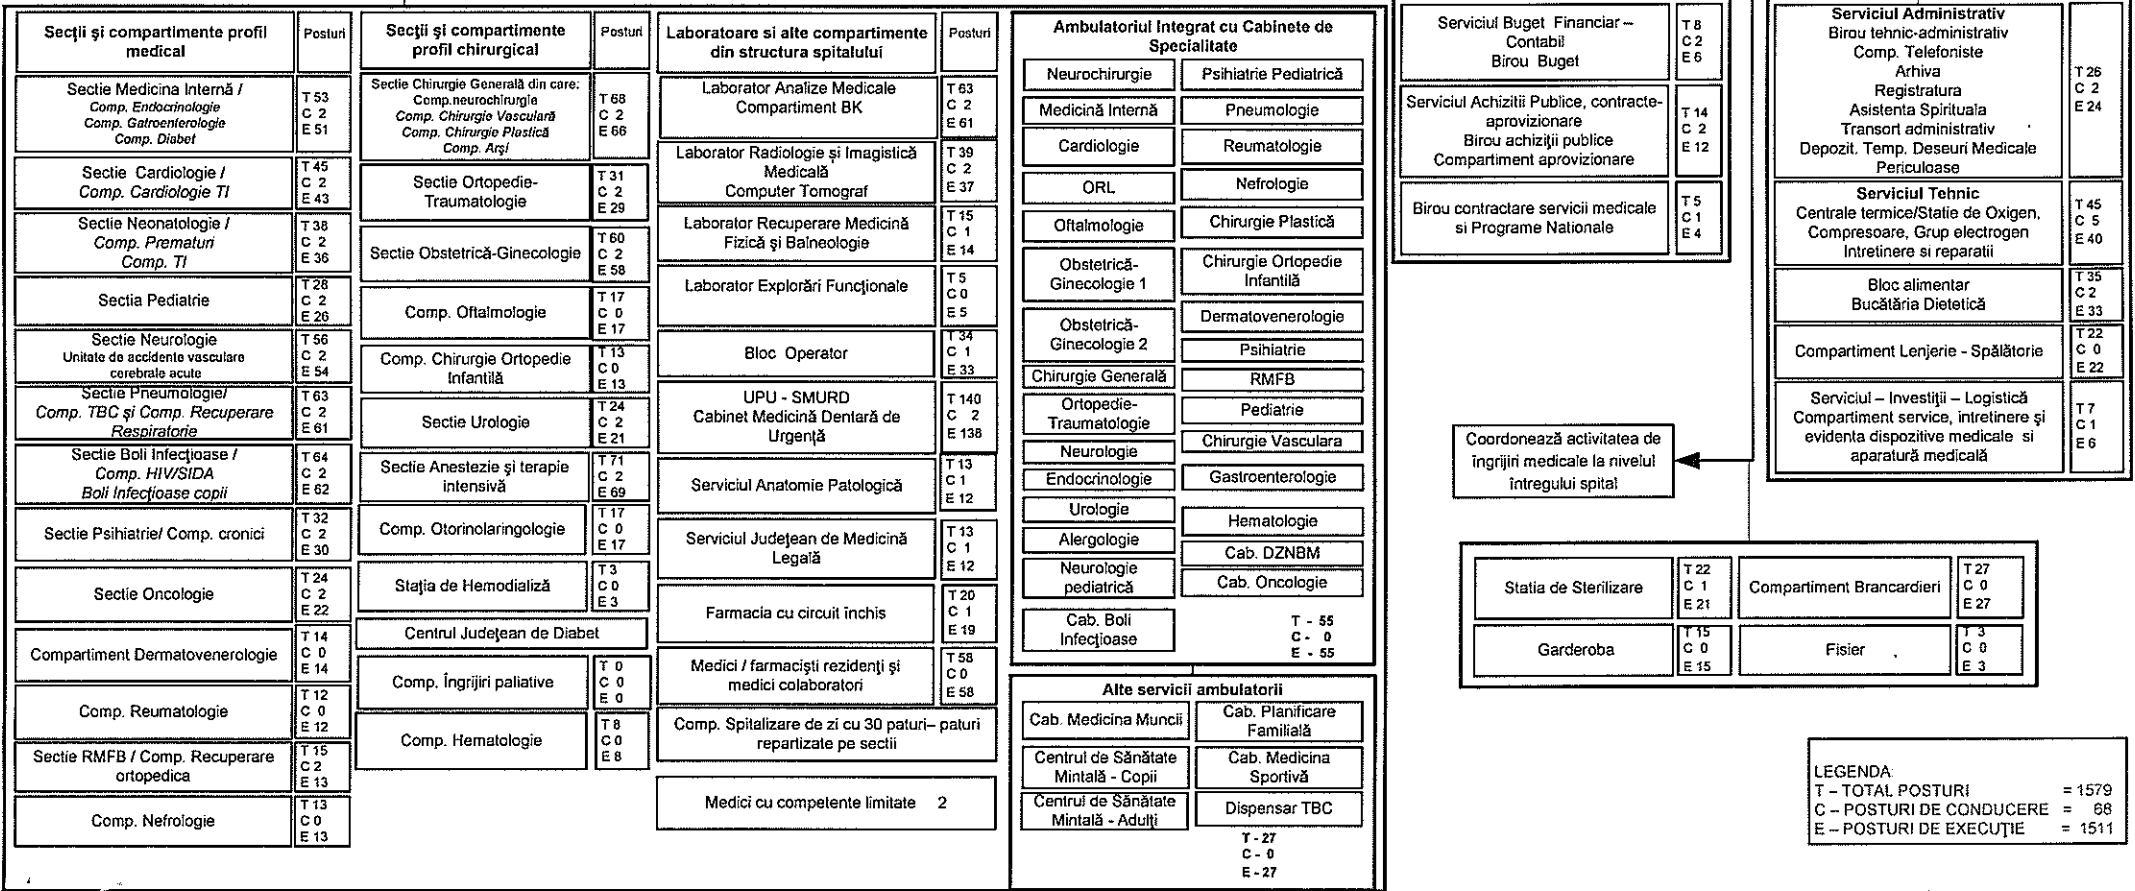 Secții și compartimente profil
medical
Posturi
Sectie Medicina Internă /
Comp. Endocrinologie
Comp. Gatroenterologie
Comp. Diabet
T 53
C 2
E 51
Sectie Cardiologie /
Comp. Cardiologie TI
T 45
C 2
E 43
Sectie Neonatologie /
Comp. Prematuri
Comp. TI
T 38
C 2
E 36
Sectia Pediatrie
T 28
C 2
E 26
Sectie Neurologie
Unitate de accidente vasculare
cerebrale acute
T 56
C 2
E 54
Sectie Pneumologie/
Comp. TBC și Comp. Recuperare
Respiratorie
T 63
C 2
E 61
Sectie Boli Infecțioase /
Comp. HIV/SIDA
Boli Infecțioase copii
T 64
C 2
E 62
Sectie Psihiatrie/ Comp. cronici
T 32
C 2
E 30
Sectie Oncologie
T 24
C 2
E 22
Compartiment Dermatovenerologie
T 14
C 0
E 14
Comp. Reumatologie
T 12
C 0
E 12
Sectie RMFB / Comp. Recuperare
ortopedica
T 15
C 2
E 13
Comp. Nefrologie
T 13
C 0
E 13
Secţii şi compartimente
profil chirurgical
Posturi
Sectie Chirurgie Generală din care:
Comp.neurochirurgie
Comp. Chirurgie Vasculară
Comp. Chirurgie Plastică
Comp. Arşi
T 68
C 2
E 66
Sectie Ortopedie-
Traumatologie
T 31
C 2
E 29
Sectie Obstetrică-Ginecologie
T 60
C 2
E 58
Comp. Oftalmologie
T 17
C 0
E 17
Comp. Chirurgie Ortopedie
Infantilă
T 13
C 0
E 13
Sectie Urologie
T 24
C 2
E 21
Sectie Anestezie și terapie
intensivă
T 71
C 2
E 69
Comp. Otorinolaringologie
T 17
C 0
E 17
Staţia de Hemodializă
T 3
C 0
E 3
Centrul Judeţean de Diabet
Comp. Îngrijiri paliative
T 0
C 0
E 0
Comp. Hematologie
T 8
C 0
E 8
Laboratoare si alte compartimente
din structura spitalului
Posturi
Laborator Analize Medicale
Compartiment BK
T 63
C 2
E 61
Laborator Radiologie și Imagistică
Medicală
Computer Tomograf
T 39
C 2
E 37
Laborator Recuperare Medicină
Fizică și Balneologie
T 15
C 1
E 14
Laborator Explorări Funcţionale
T 5
C 0
E 5
Bloc Operator
T 34
C 1
E 33
UPU - SMURD
Cabinet Medicină Dentară de
Urgenţă
T 140
C 2
E 138
Serviciul Anatomie Patologică
T 13
C 1
E 12
Serviciul Judeţean de Medicină
Legală
T 13
C 1
E 12
Farmacia cu circuit închis
T 20
C 1
E 19
Medici / farmaciști rezidenți și
medici colaboratori
T 58
C 0
E 58
Comp. Spitalizare de zi cu 30 paturi– paturi
repartizate pe sectii
Medici cu competente limitate 2
Ambulatoriul Integrat cu Cabinete de
Specialitate
Neurochirurgie
Psihiatrie Pediatrică
Medicină Internă
Pneumologie
Cardiologie
Reumatologie
ORL
Nefrologie
Oftalmologie
Chirurgie Plastică
Obstetrică-
Ginecologie 1
Chirurgie Ortopedie
Infantilă
Obstetrică-
Ginecologie 2
Dermatovenerologie
Psihiatrie
Chirurgie Generală
RMFB
Ortopedie-
Traumatologie
Pediatrie
Neurologie
Chirurgie Vasculara
Endocrinologie
Gastroenterologie
Urologie
Hematologie
Alergologie
Cab. DZNBM
Neurologie
pediatrică
Cab. Oncologie
Cab. Boli
Infecţioase
T - 55
C - 0
E - 55
Alte servicii ambulatorii
Cab. Medicina Muncii
Cab. Planificare
Familială
Centrul de Sănătate
Mintală - Copii
Cab. Medicina
Sportivă
Centrul de Sănătate
Mintală - Adulţi
Dispensar TBC
T - 27
C - 0
E - 27
Serviciul Buget Financiar –
Contabil
Birou Buget
T 8
C 2
E 6
Serviciul Achizitii Publice, contracte-
aprovizionare
Birou achiziţii publice
Compartiment aprovizionare
T 14
C 2
E 12
Birou contractare servicii medicale
si Programe Nationale
T 5
C 1
E 4
Coordonează activitatea de
îngrijiri medicale la nivelul
întregului spital
Statia de Sterilizare
T 22
C 1
E 21
Compartiment Brancardieri
T 27
C 0
E 27
Garderoba
T 15
C 0
E 15
Fisier
T 3
C 0
E 3
Serviciul Administrativ
Birou tehnic-administrativ
Comp. Telefoniste
Arhiva
Registratura
Asistenta Spirituala
Transort administrativ
Depozit. Temp. Deseuri Medicale
Periculoase
T 26
C 2
E 24
Serviciul Tehnic
Centrale termice/Statie de Oxigen,
Compresoare, Grup electrogen
Intretinere si reparatii
T 45
C 5
E 40
Bloc alimentar
Bucătăria Dietetică
T 35
C 2
E 33
Compartiment Lenjerie - Spălătorie
T 22
C 0
E 22
Serviciul – Investiţii – Logistică
Compartiment service, intretinere și
evidenta dispozitive medicale si
aparatură medicală
T 7
C 1
E 6
LEGENDA:
T – TOTAL POSTURI = 1579
C – POSTURI DE CONDUCERE = 68
E – POSTURI DE EXECUŢIE = 1511